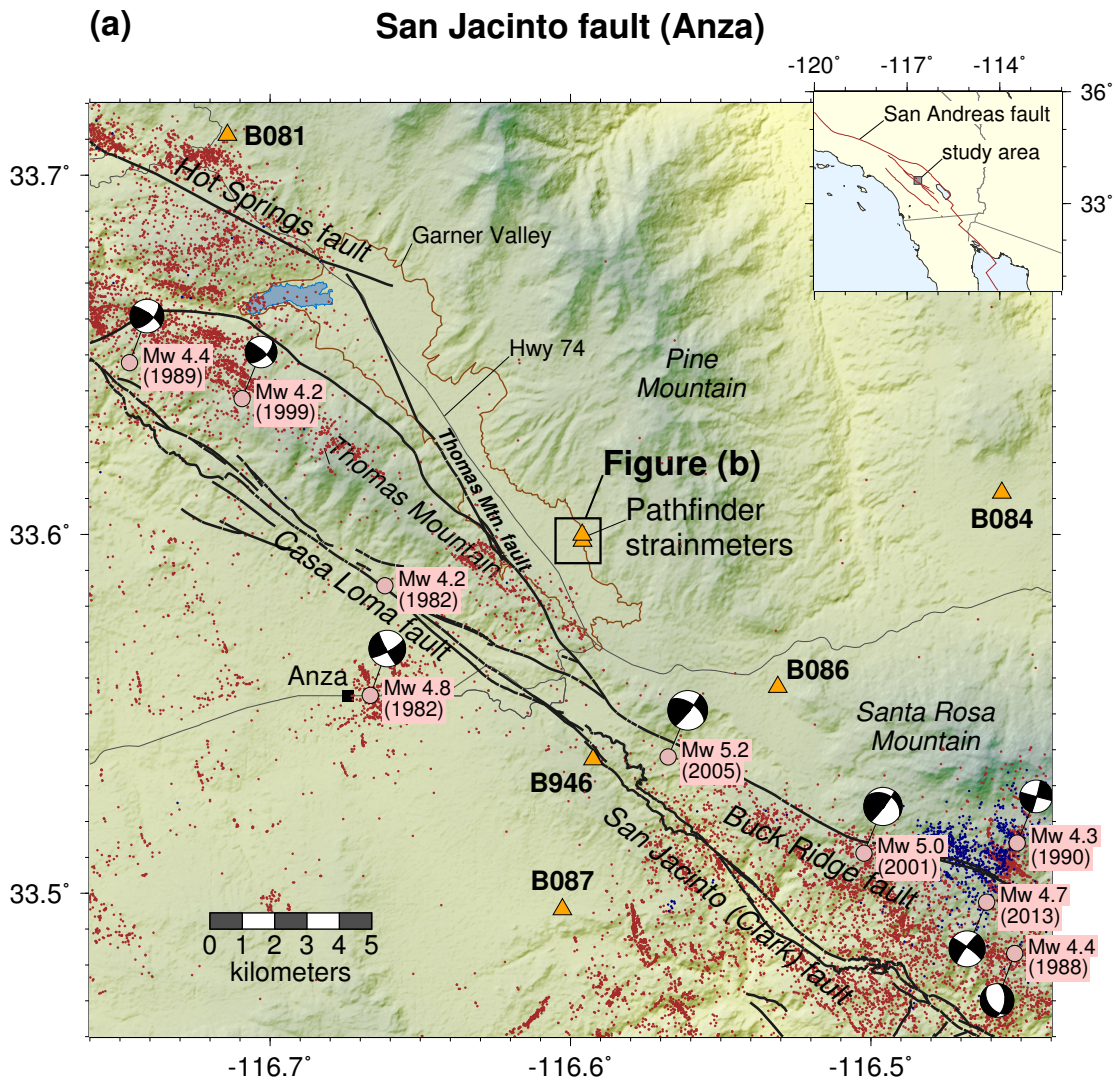 (a)
San Jacinto fault (Anza)
-120˚
-117˚
-114˚
36˚
33˚
San Andreas fault
study area
B081
33.7˚
Hot Springs fault
Garner Valley
Hwy 74
Pine
Mountain
Mw 4.4
(1989)
Mw 4.2
(1999)
Thomas Mountain
Thomas Mtn. fault
Figure (b)
Pathfinder
strainmeters
B084
33.6˚
Casa Loma fault
Mw 4.2
(1982)
Anza
Mw 4.8
(1982)
B086
Santa Rosa
Mountain
Mw 5.2
(2005)
B946
San Jacinto (Clark) fault
Buck Ridge fault
Mw 5.0
(2001)
Mw 4.3
(1990)
Mw 4.7
(2013)
Mw 4.4
(1988)
B087
33.5˚
0 1 2 3 4 5
kilometers
-116.7˚
-116.6˚
-116.5˚